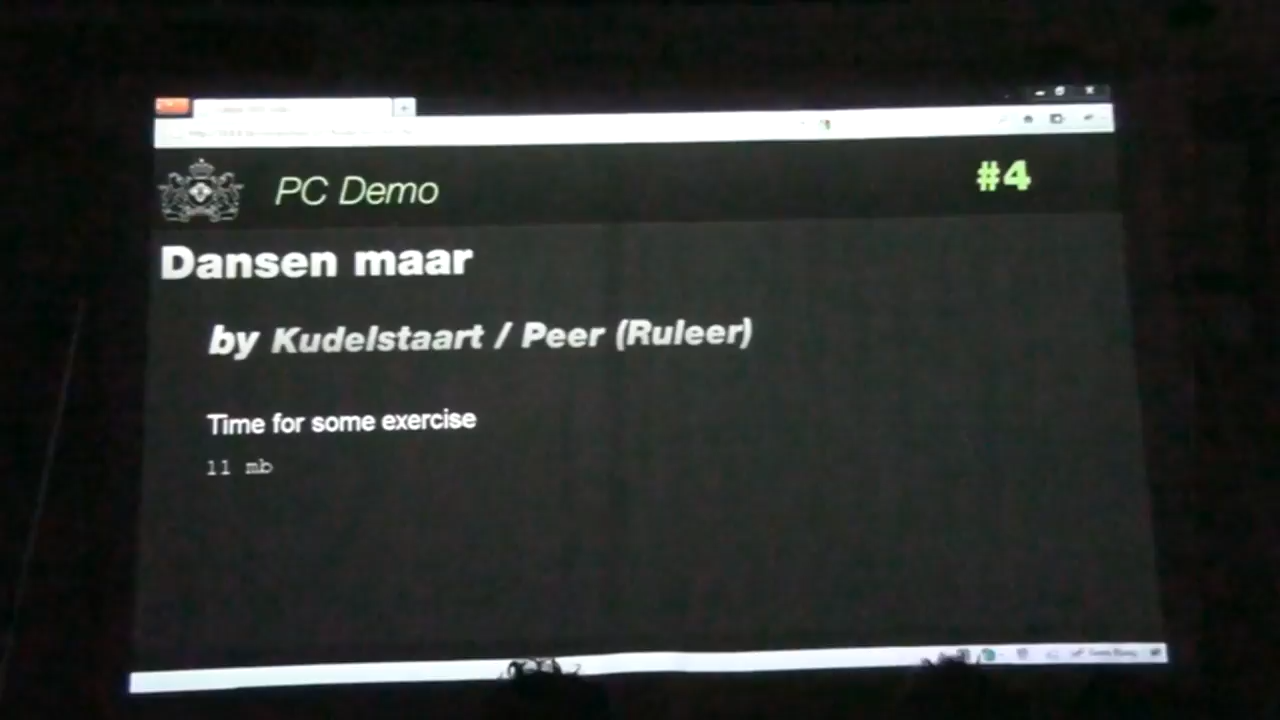 PC Demo
#4
Dansen maar
by Kudelstaart / Peer (Ruleer)
Time for some exercise
11 mb